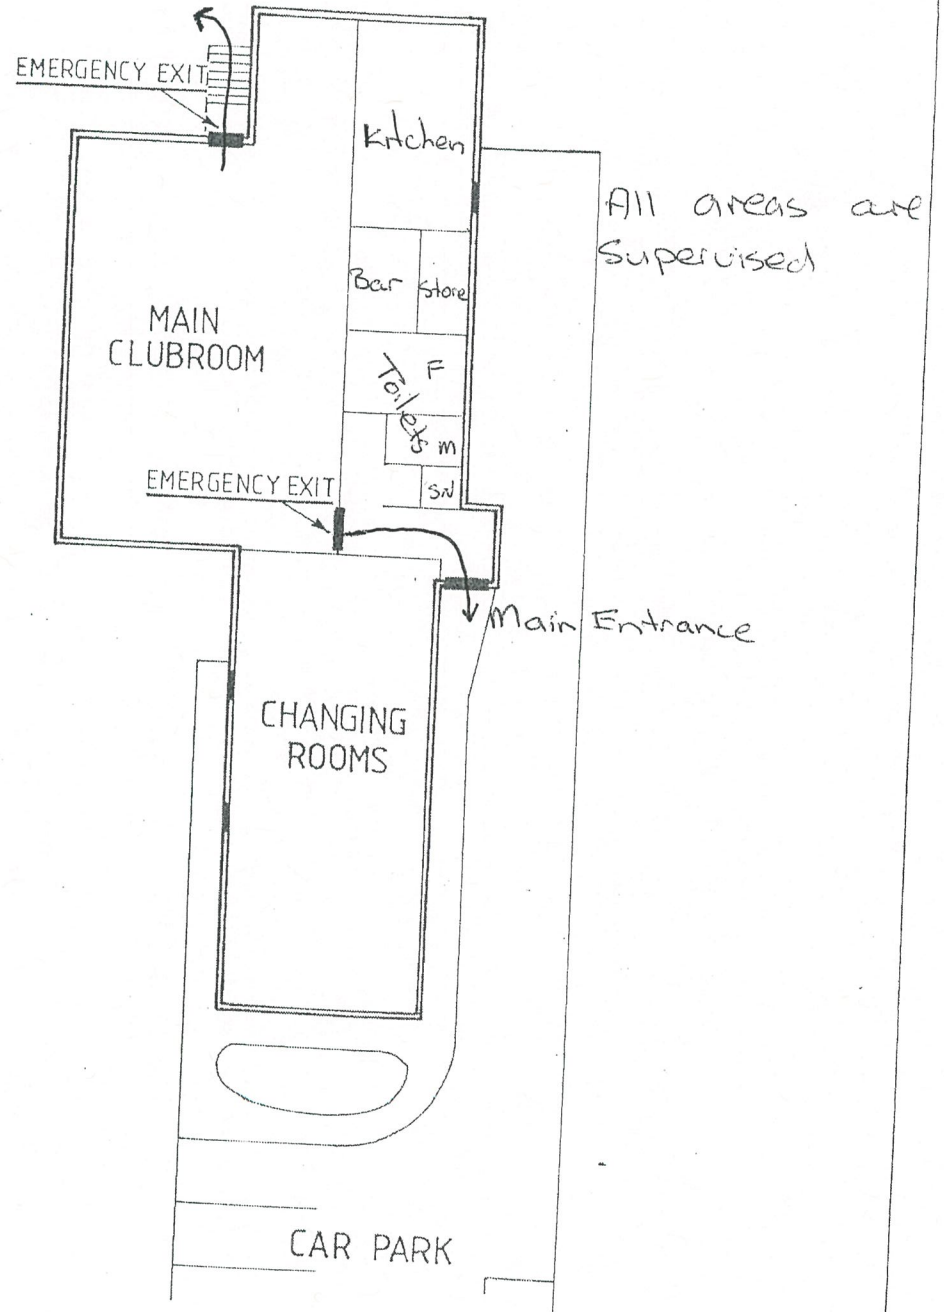 EMERGENCY EXIT
Kitchen
All areas are
Supervised
Bar
Store
MAIN
CLUBROOM
F
Toilets
m
SN
EMERGENCY EXIT
Main Entrance
CHANGING
ROOMS
CAR PARK